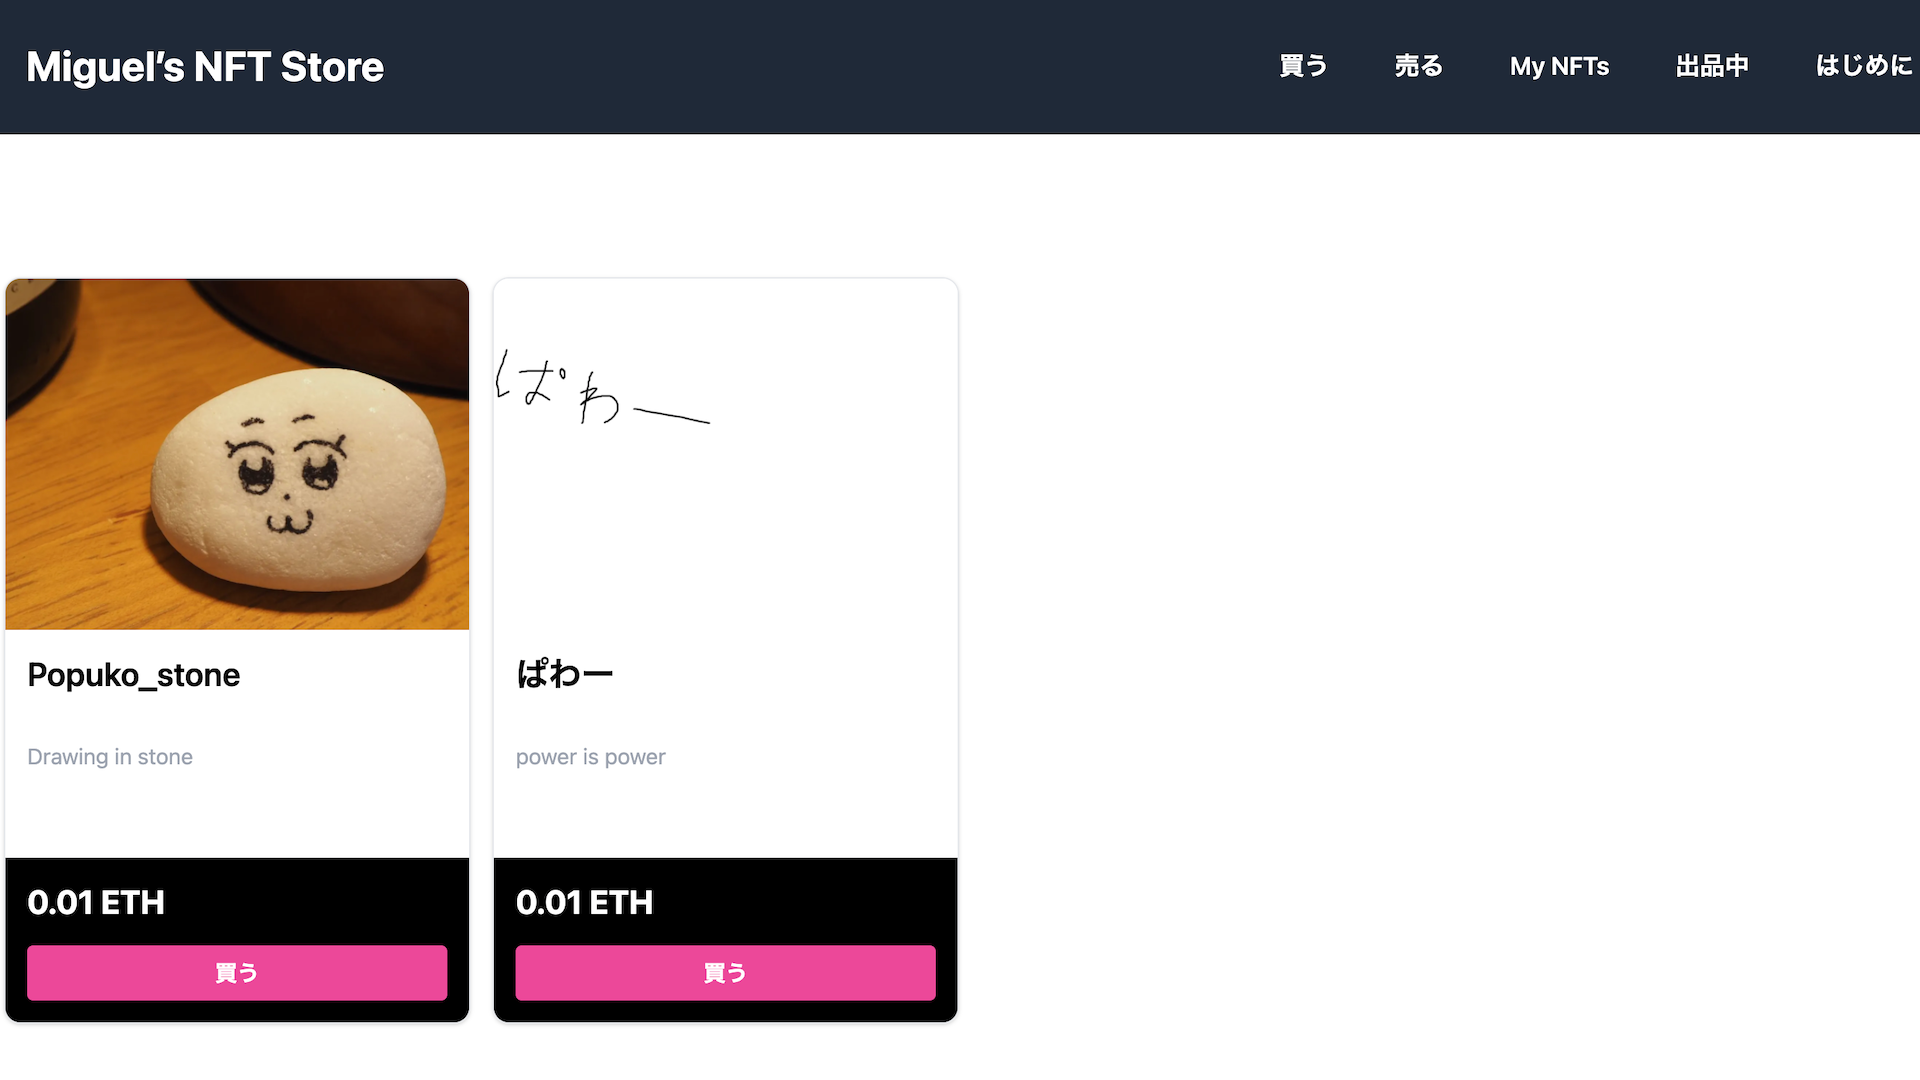 Miguel's NFT Store
買う 売る My NFTs 出品中 はじめに
ぱわー
Popuko_stone
ぱわー
Drawing in stone
power is power
0.01 ETH
0.01 ETH
買う
買う